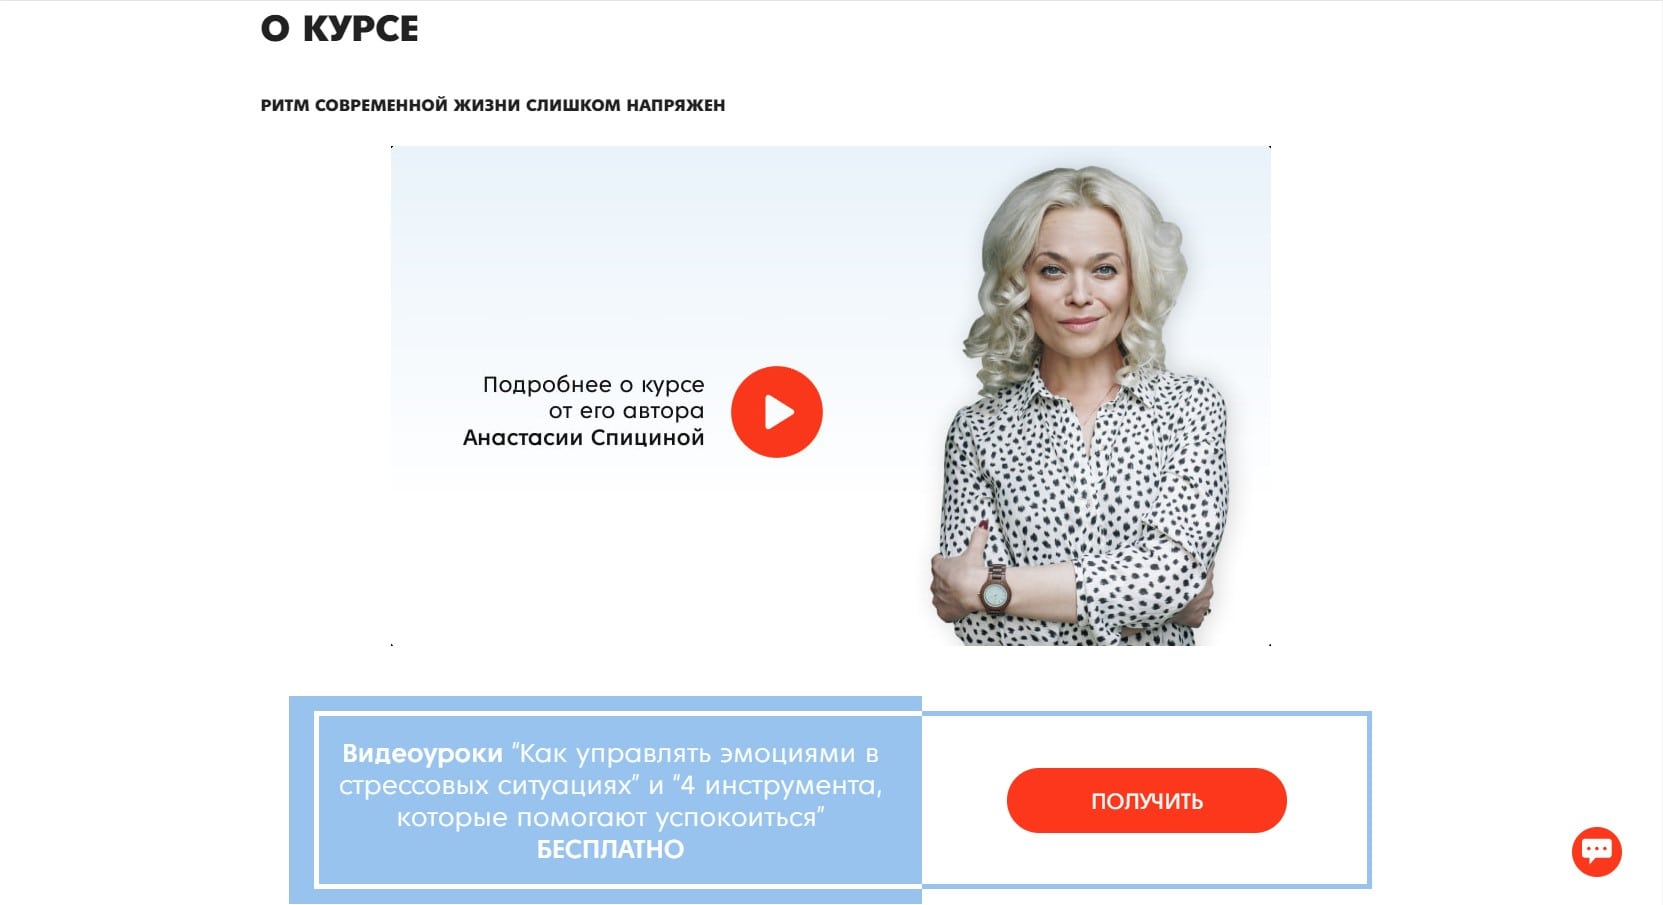 О КУРСЕ
РИТМ СОВРЕМЕННОЙ ЖИЗНИ СЛИШКОМ НАПРЯЖЕН
Подробнее о курсе
от его автора
Анастасии Спициной
Видеоуроки "Как управлять эмоциями в
стрессовых ситуациях" и "4 инструмента,
которые помогают успокоиться"
БЕСПЛАТНО
ПОЛУЧИТЬ